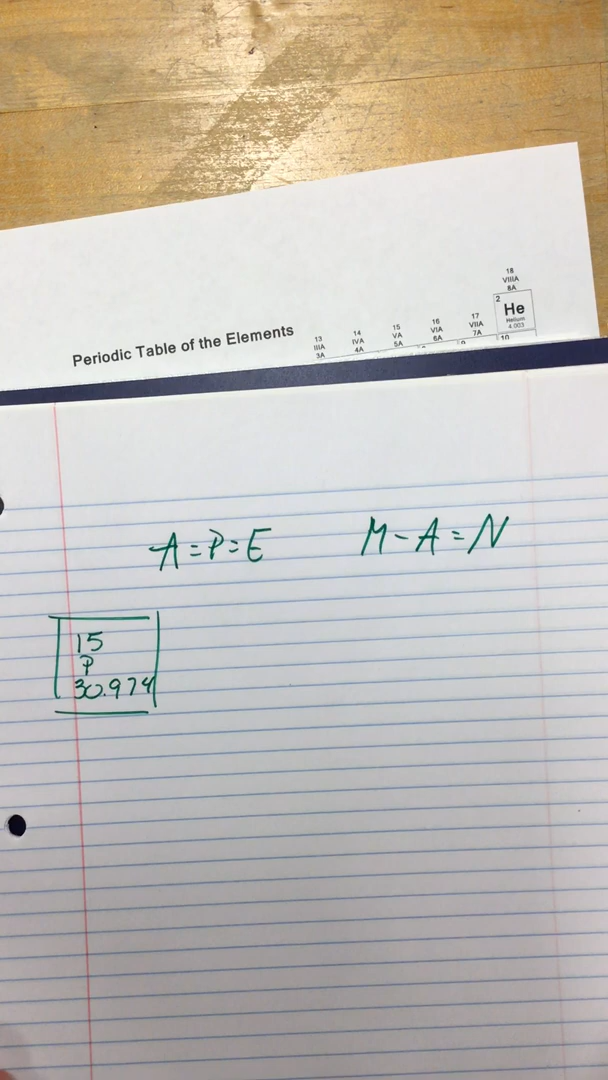 18
VIIIA
8A
2
He
Helium
4.003
10
Periodic Table of the Elements
13
IIIA
3A
14
IVA
4A
15
VA
5A
16
VIA
6A
17
VIIA
7A
A=P=E
M-A=N
15
P
30.974